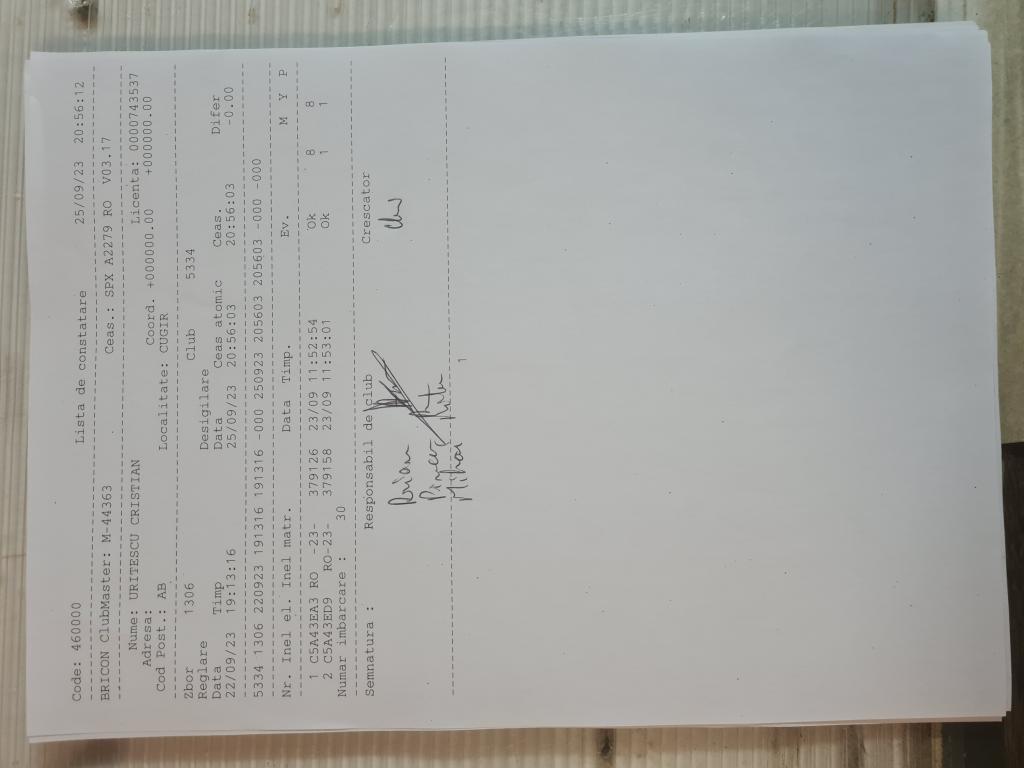 Code: 460000 Lista de constatare 25/09/23 20:56:12
BRICON ClubMaster: M-44363 Ceas.: SPX A2279 RO V03.17
Nume: URITESCU CRISTIAN Licenta: 0000743537
Adresa: Coord. +000000.00 +000000.00
Cod Post.: AB Localitate: CUGIR
Zbor 1306 Club 5334
Reglare Desigilare
Data Timp Data Ceas atomic Ceas. Difer
22/09/23 19:13:16 25/09/23 20:56:03 20:56:03 -0.00
5334 1306 220923 191316 191316 -000 250923 205603 205603 -000 -000
Nr. Inel el. Inel matr. Data Timp. Ev. M Y P
1 C5A43EA3 RO -23- 379126 23/09 11:52:54 Ok 8 8
2 C5A43ED9 RO-23- 379158 23/09 11:53:01 Ok 1 1
Numar imbarcare : 30
Semnatura : Responsabil de club Crescator
Mihai
1